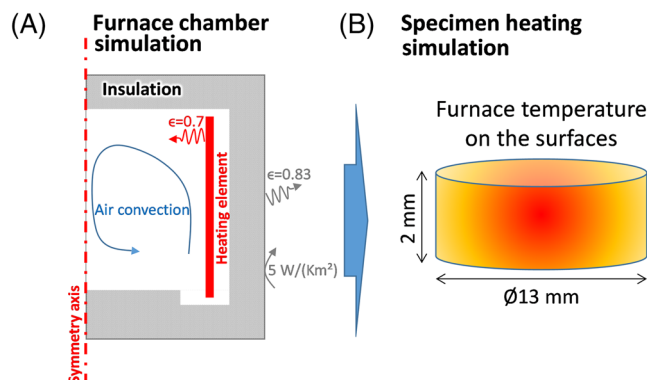 (A)
Furnace chamber
simulation
Insulation
ϵ=0.7
ϵ=0.83
Air convection
Heating element
5 W/(Km²)
Symmetry axis
(B)
Specimen heating
simulation
Furnace temperature
on the surfaces
2 mm
Ø13 mm